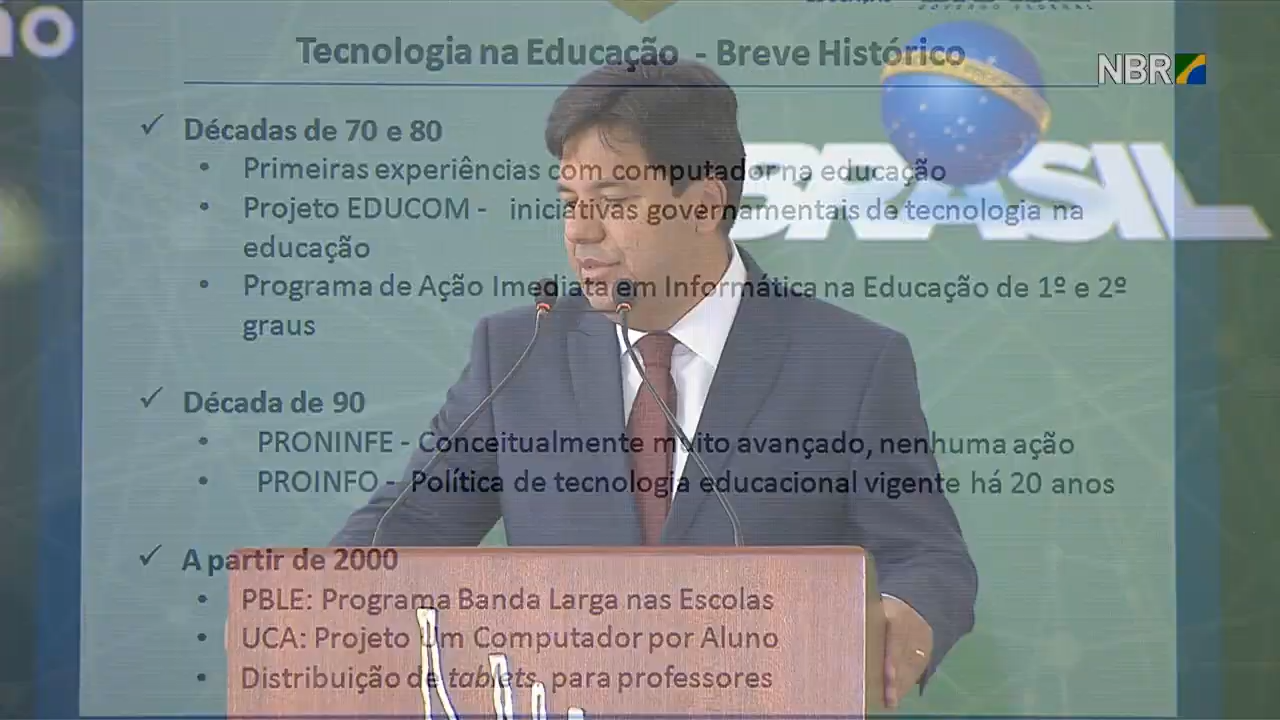 ão
GOVERNO FEDERAL
Tecnologia na Educação - Breve Histórico
NBR
BRASIL
✓ Décadas de 70 e 80
• Primeiras experiências com computador na educação
• Projeto EDUCOM - iniciativas governamentais de tecnologia na
educação
• Programa de Ação Imediata em Informática na Educação de 1º e 2º
graus
✓ Década de 90
• PRONINFE - Conceitualmente muito avançado, nenhuma ação
• PROINFO - Política de tecnologia educacional vigente há 20 anos
✓ A partir de 2000
• PBLE: Programa Banda Larga nas Escolas
• UCA: Projeto Um Computador por Aluno
• Distribuição de tablets para professores